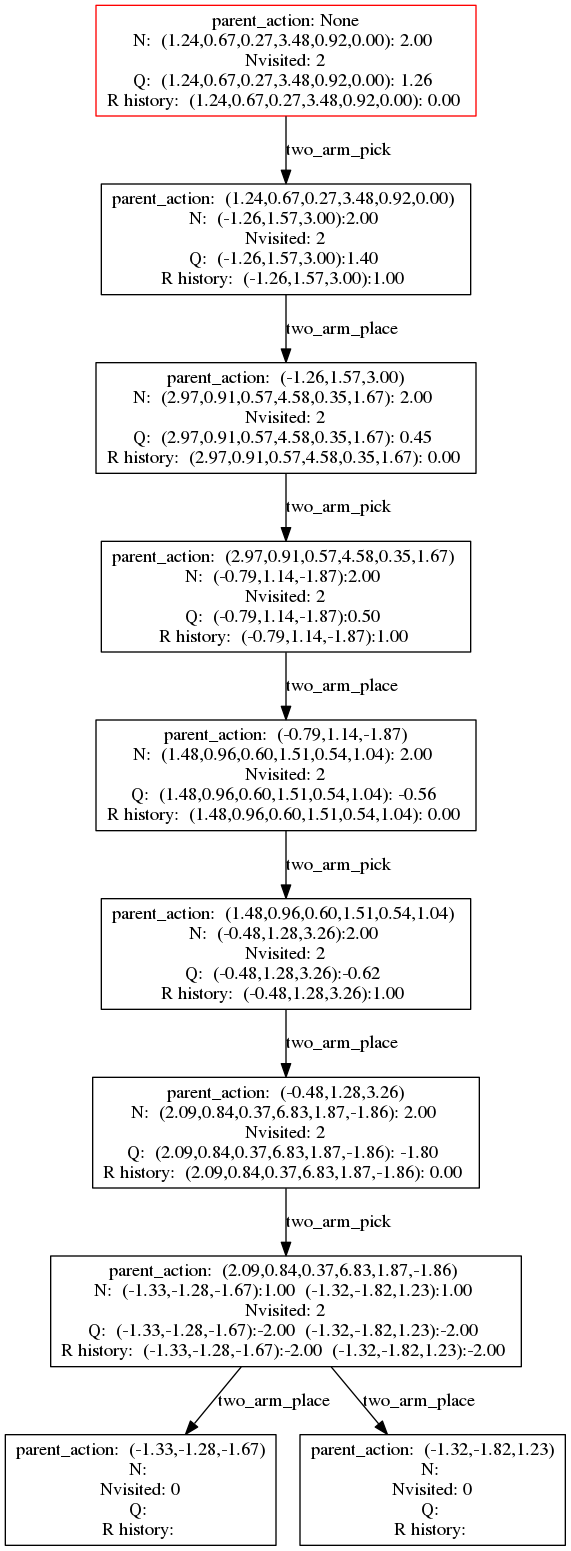 parent_action: None
N: (1.24,0.67,0.27,3.48,0.92,0.00): 2.00
Nvisited: 2
Q: (1.24,0.67,0.27,3.48,0.92,0.00): 1.26
R history: (1.24,0.67,0.27,3.48,0.92,0.00): 0.00
two_arm_pick
parent_action: (1.24,0.67,0.27,3.48,0.92,0.00)
N: (-1.26,1.57,3.00):2.00
Nvisited: 2
Q: (-1.26,1.57,3.00):1.40
R history: (-1.26,1.57,3.00):1.00
two_arm_place
parent_action: (-1.26,1.57,3.00)
N: (2.97,0.91,0.57,4.58,0.35,1.67): 2.00
Nvisited: 2
Q: (2.97,0.91,0.57,4.58,0.35,1.67): 0.45
R history: (2.97,0.91,0.57,4.58,0.35,1.67): 0.00
two_arm_pick
parent_action: (2.97,0.91,0.57,4.58,0.35,1.67)
N: (-0.79,1.14,-1.87):2.00
Nvisited: 2
Q: (-0.79,1.14,-1.87):0.50
R history: (-0.79,1.14,-1.87):1.00
two_arm_place
parent_action: (-0.79,1.14,-1.87)
N: (1.48,0.96,0.60,1.51,0.54,1.04): 2.00
Nvisited: 2
Q: (1.48,0.96,0.60,1.51,0.54,1.04): -0.56
R history: (1.48,0.96,0.60,1.51,0.54,1.04): 0.00
two_arm_pick
parent_action: (1.48,0.96,0.60,1.51,0.54,1.04)
N: (-0.48,1.28,3.26):2.00
Nvisited: 2
Q: (-0.48,1.28,3.26):-0.62
R history: (-0.48,1.28,3.26):1.00
two_arm_place
parent_action: (-0.48,1.28,3.26)
N: (2.09,0.84,0.37,6.83,1.87,-1.86): 2.00
Nvisited: 2
Q: (2.09,0.84,0.37,6.83,1.87,-1.86): -1.80
R history: (2.09,0.84,0.37,6.83,1.87,-1.86): 0.00
two_arm_pick
parent_action: (2.09,0.84,0.37,6.83,1.87,-1.86)
N: (-1.33,-1.28,-1.67):1.00 (-1.32,-1.82,1.23):1.00
Nvisited: 2
Q: (-1.33,-1.28,-1.67):-2.00 (-1.32,-1.82,1.23):-2.00
R history: (-1.33,-1.28,-1.67):-2.00 (-1.32,-1.82,1.23):-2.00
two_arm_place
two_arm_place
parent_action: (-1.33,-1.28,-1.67)
N:
Nvisited: 0
Q:
R history:
parent_action: (-1.32,-1.82,1.23)
N:
Nvisited: 0
Q:
R history: